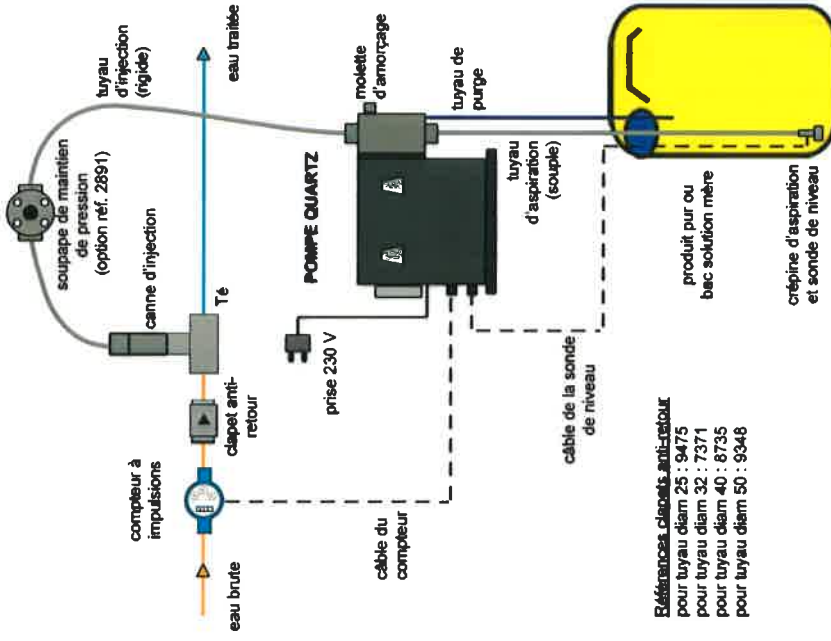 soupape de maintien
de pression
(option réf. 2891)
tuyau
d'injection
(rigide)
canne d'injection
Té
eau traitée
compteur à
impulsions
clapet anti-
retour
eau brute
prise 230 V
POMPE QUARTZ
molette
d'amorçage
câble du
compteur
tuyau
d'aspiration
(souple)
tuyau de
purge
câble de la sonde
de niveau
Références clapets anti-retour
pour tuyau diam 25 : 9475
pour tuyau diam 32 : 7371
pour tuyau diam 40 : 8735
pour tuyau diam 50 : 9348
produit pur ou
bac solution mère
crépine d'aspiration
et sonde de niveau